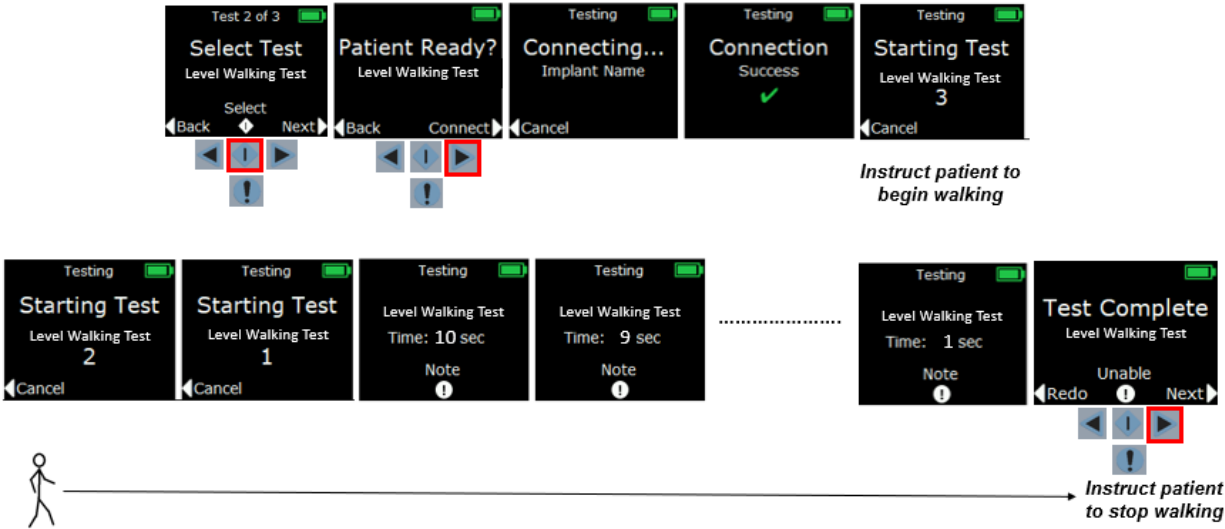 Test 2 of 3
Select Test
Level Walking Test
Select
Back Next
Patient Ready?
Level Walking Test
Back Connect
Testing
Connecting...
Implant Name
Cancel
Testing
Connection
Success
Testing
Starting Test
Level Walking Test
3
Cancel
Instruct patient to
begin walking
Testing
Starting Test
Level Walking Test
2
Cancel
Testing
Starting Test
Level Walking Test
1
Cancel
Testing
Level Walking Test
Time: 10 sec
Note
Testing
Level Walking Test
Time: 9 sec
Note
Testing
Level Walking Test
Time: 1 sec
Note
Test Complete
Level Walking Test
Unable
Redo Next
Instruct patient
to stop walking